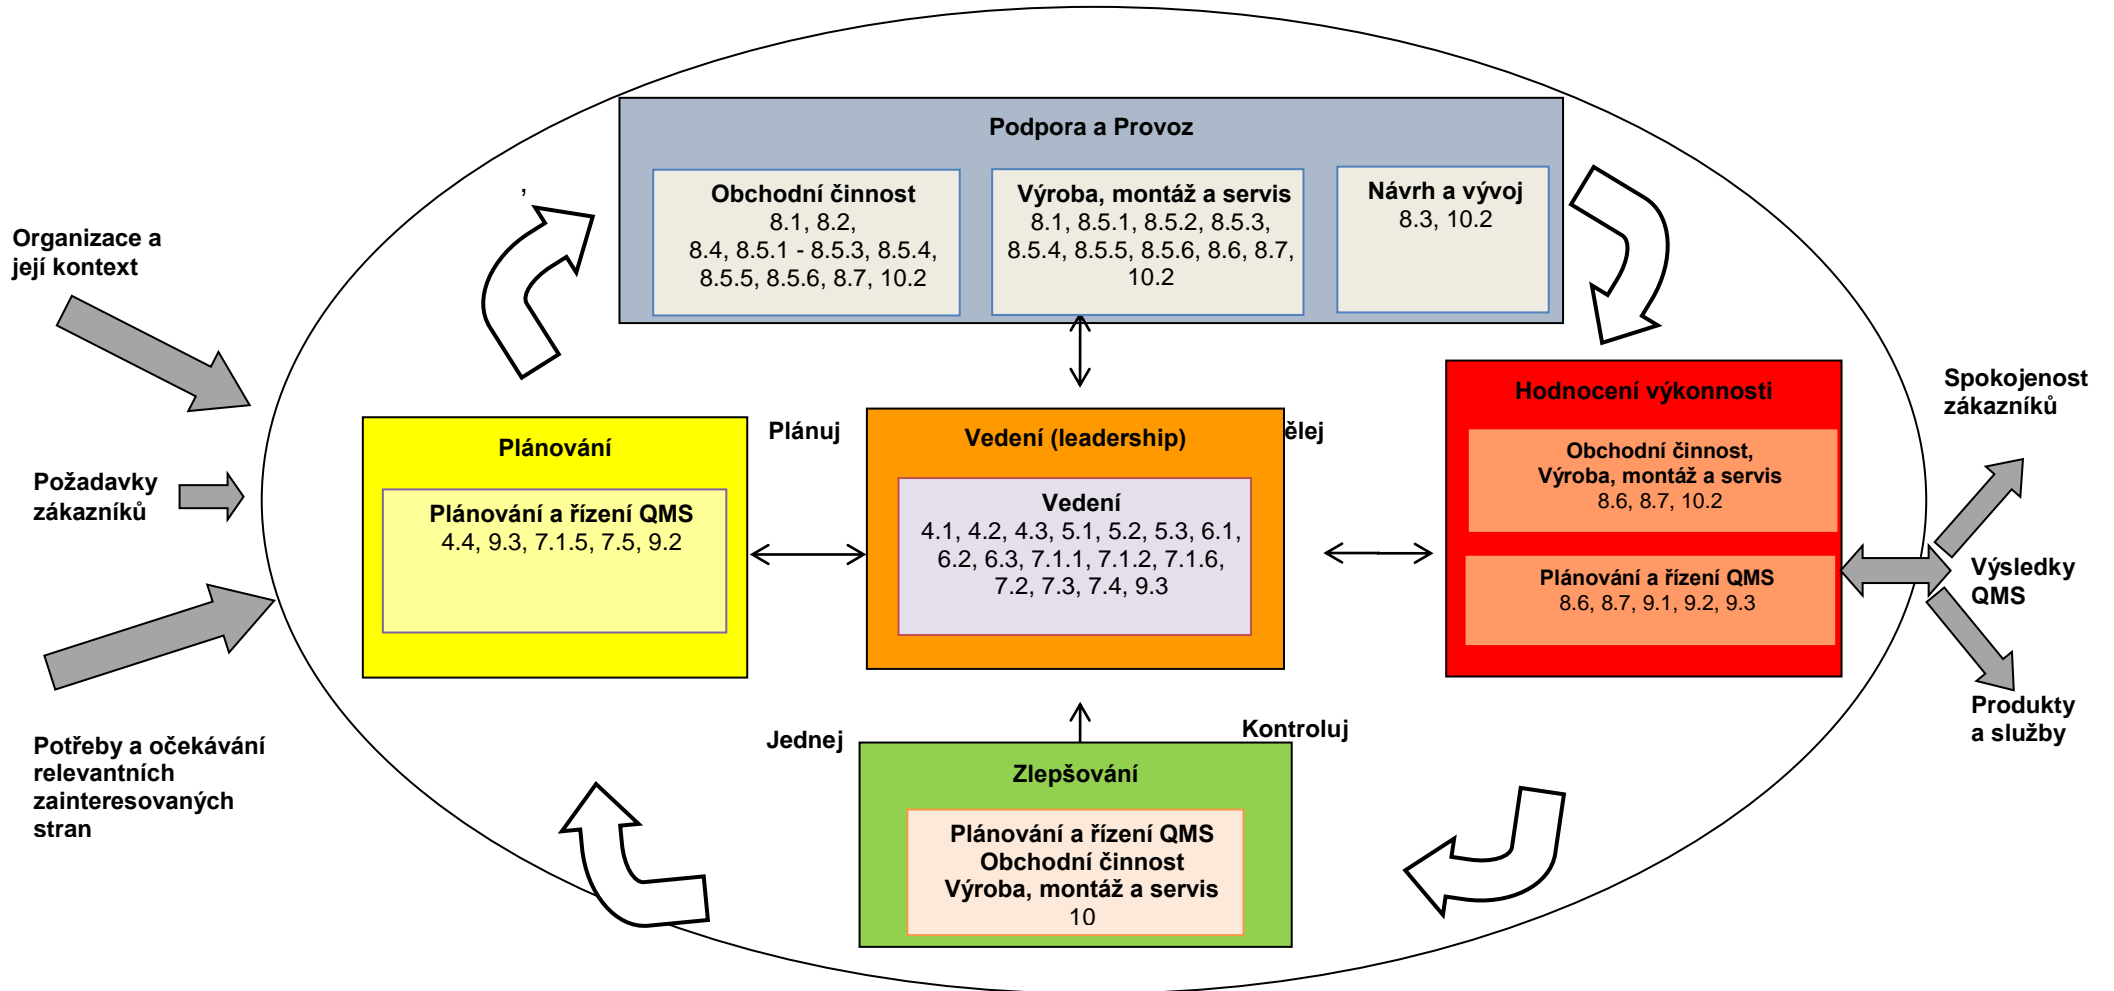 Podpora a Provoz
Obchodní činnost
8.1, 8.2,
8.4, 8.5.1 - 8.5.3, 8.5.4,
8.5.5, 8.5.6, 8.7, 10.2
Výroba, montáž a servis
8.1, 8.5.1, 8.5.2, 8.5.3,
8.5.4, 8.5.5, 8.5.6, 8.6, 8.7,
10.2
Návrh a vývoj
8.3, 10.2
,
Organizace a
její kontext
Požadavky
zákazníků
Potřeby a očekávání
relevantních
zainteresovaných
stran
Plánování
Plánování a řízení QMS
4.4, 9.3, 7.1.5, 7.5, 9.2
Plánuj
Vedení (leadership)
Vedení
4.1, 4.2, 4.3, 5.1, 5.2, 5.3, 6.1,
6.2, 6.3, 7.1.1, 7.1.2, 7.1.6,
7.2, 7.3, 7.4, 9.3
ělej
Hodnocení výkonnosti
Obchodní činnost,
Výroba, montáž a servis
8.6, 8.7, 10.2
Plánování a řízení QMS
8.6, 8.7, 9.1, 9.2, 9.3
Spokojenost
zákazníků
Výsledky
QMS
Produkty
a služby
Jednej
Kontroluj
Zlepšování
Plánování a řízení QMS
Obchodní činnost
Výroba, montáž a servis
10